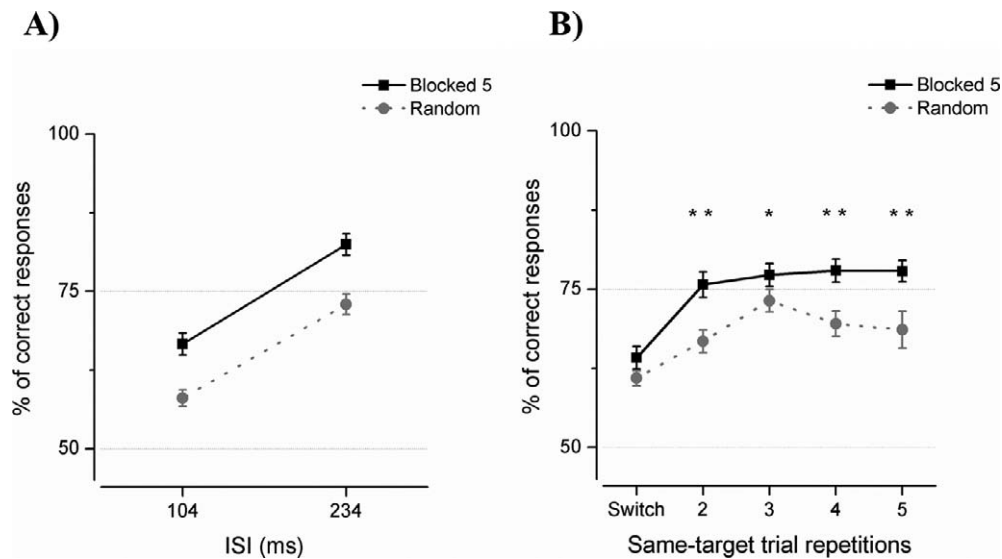 A)
Blocked 5
Random
100
75
50
% of correct responses
104
234
ISI (ms)
B)
Blocked 5
Random
100
75
50
% of correct responses
** * ** **
Switch 2 3 4 5
Same-target trial repetitions